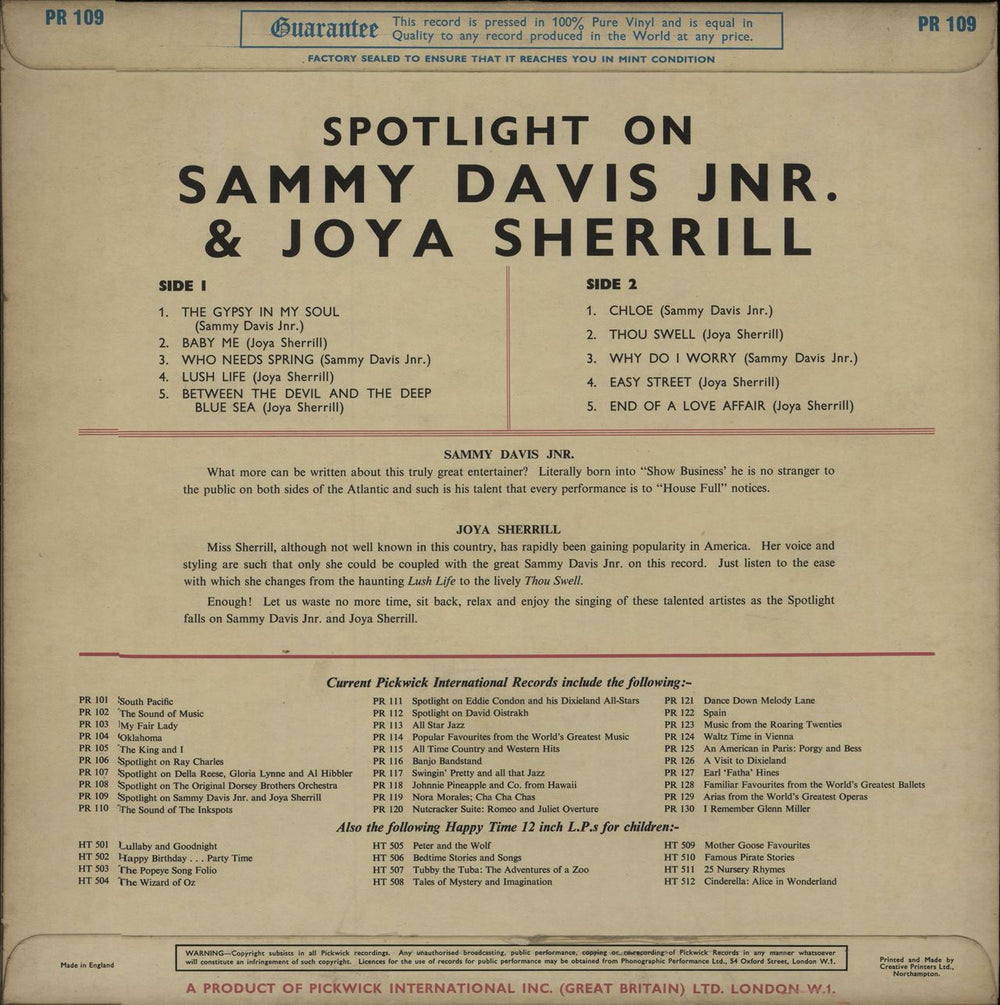 PR 109
Guarantee
This record is pressed in 100% Pure Vinyl and is equal in
Quality to any record produced in the World at any price.
PR 109
FACTORY SEALED TO ENSURE THAT IT REACHES YOU IN MINT CONDITION
SPOTLIGHT ON
SAMMY DAVIS JNR.
& JOYA SHERRILL
SIDE 1
1. THE GYPSY IN MY SOUL
(Sammy Davis Jnr.)
2. BABY ME (Joya Sherrill)
3. WHO NEEDS SPRING (Sammy Davis Jnr.)
4. LUSH LIFE (Joya Sherrill)
5. BETWEEN THE DEVIL AND THE DEEP
BLUE SEA (Joya Sherrill)
SIDE 2
1. CHLOE (Sammy Davis Jnr.)
2. THOU SWELL (Joya Sherrill)
3. WHY DO I WORRY (Sammy Davis Jnr.)
4. EASY STREET (Joya Sherrill)
5. END OF A LOVE AFFAIR (Joya Sherrill)
SAMMY DAVIS JNR.
What more can be written about this truly great entertainer? Literally born into "Show Business' he is no stranger to
the public on both sides of the Atlantic and such is his talent that every performance is to "House Full" notices.
JOYA SHERRILL
Miss Sherrill, although not well known in this country, has rapidly been gaining popularity in America. Her voice and
styling are such that only she could be coupled with the great Sammy Davis Jnr. on this record. Just listen to the ease
with which she changes from the haunting Lush Life to the lively Thou Swell.
Enough! Let us waste no more time, sit back, relax and enjoy the singing of these talented artistes as the Spotlight
falls on Sammy Davis Jnr. and Joya Sherrill.
Current Pickwick International Records include the following:-
PR 101 South Pacific
PR 102 The Sound of Music
PR 103 My Fair Lady
PR 104 Oklahoma
PR 105 The King and I
PR 106 Spotlight on Ray Charles
PR 107 Spotlight on Della Reese, Gloria Lynne and Al Hibbler
PR 108 Spotlight on The Original Dorsey Brothers Orchestra
PR 109 Spotlight on Sammy Davis Jnr. and Joya Sherrill
PR 110 The Sound of The Inkspots
PR 111 Spotlight on Eddie Condon and his Dixieland All-Stars
PR 112 Spotlight on David Oistrakh
PR 113 All Star Jazz
PR 114 Popular Favourites from the World's Greatest Music
PR 115 All Time Country and Western Hits
PR 116 Banjo Bandstand
PR 117 Swingin' Pretty and all that Jazz
PR 118 Johnnie Pineapple and Co. from Hawaii
PR 119 Nora Morales; Cha Cha Chas
PR 120 Nutcracker Suite: Romeo and Juliet Overture
PR 121 Dance Down Melody Lane
PR 122 Spain
PR 123 Music from the Roaring Twenties
PR 124 Waltz Time in Vienna
PR 125 An American in Paris: Porgy and Bess
PR 126 A Visit to Dixieland
PR 127 Earl 'Fatha' Hines
PR 128 Familiar Favourites from the World's Greatest Ballets
PR 129 Arias from the World's Greatest Operas
PR 130 I Remember Glenn Miller
Also the following Happy Time 12 inch L.P.s for children:-
HT 501 Lullaby and Goodnight
HT 502 Happy Birthday . . . Party Time
HT 503 The Popeye Song Folio
HT 504 The Wizard of Oz
HT 505 Peter and the Wolf
HT 506 Bedtime Stories and Songs
HT 507 Tubby the Tuba: The Adventures of a Zoo
HT 508 Tales of Mystery and Imagination
HT 509 Mother Goose Favourites
HT 510 Famous Pirate Stories
HT 511 25 Nursery Rhymes
HT 512 Cinderella: Alice in Wonderland
Made in England
WARNING—Copyright subsists in all Pickwick recordings. Any unauthorised broadcasting, public performance, copying or re-recording of Pickwick Records in any manner whatsoever
will constitute an infringement of such copyright. Licences for the use of records for public performance may be obtained from Phonographic Performance Ltd., 54 Oxford Street, London W.1.
Printed and Made by
Creative Printers Ltd.,
Northampton.
A PRODUCT OF PICKWICK INTERNATIONAL INC. (GREAT BRITAIN) LTD. LONDON W.1.